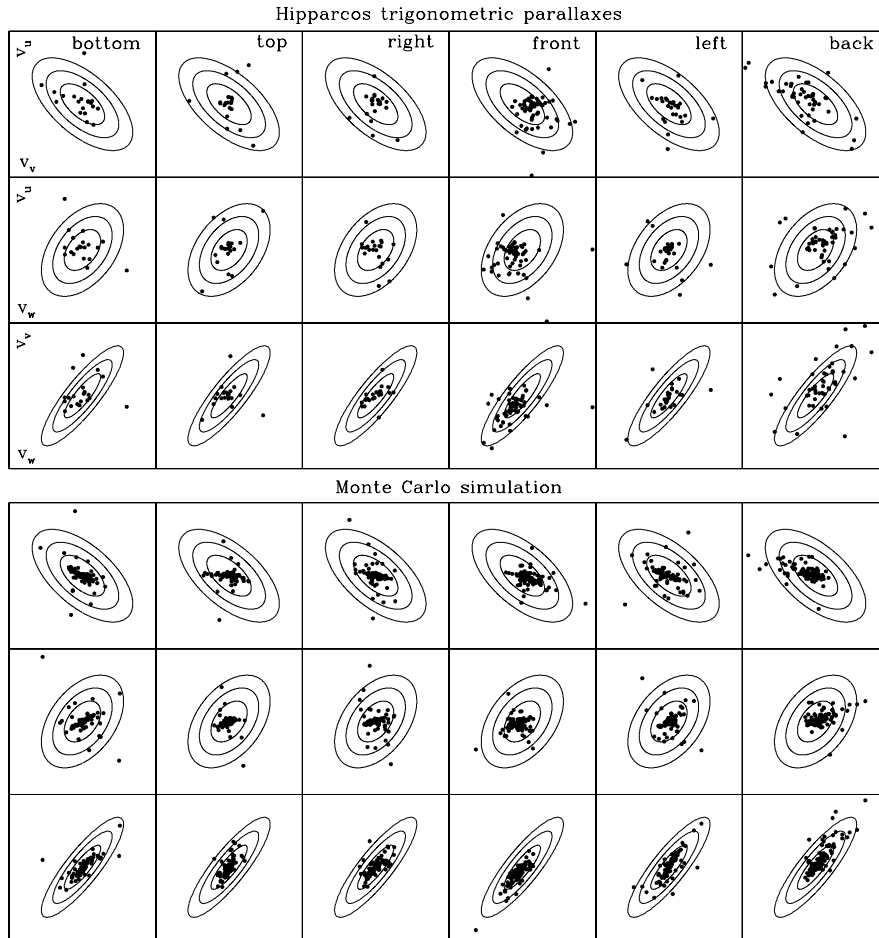 Hipparcos trigonometric parallaxes
bottom top right front left back
v_u
v_v
v_u
v_w
v_v
v_w
Monte Carlo simulation